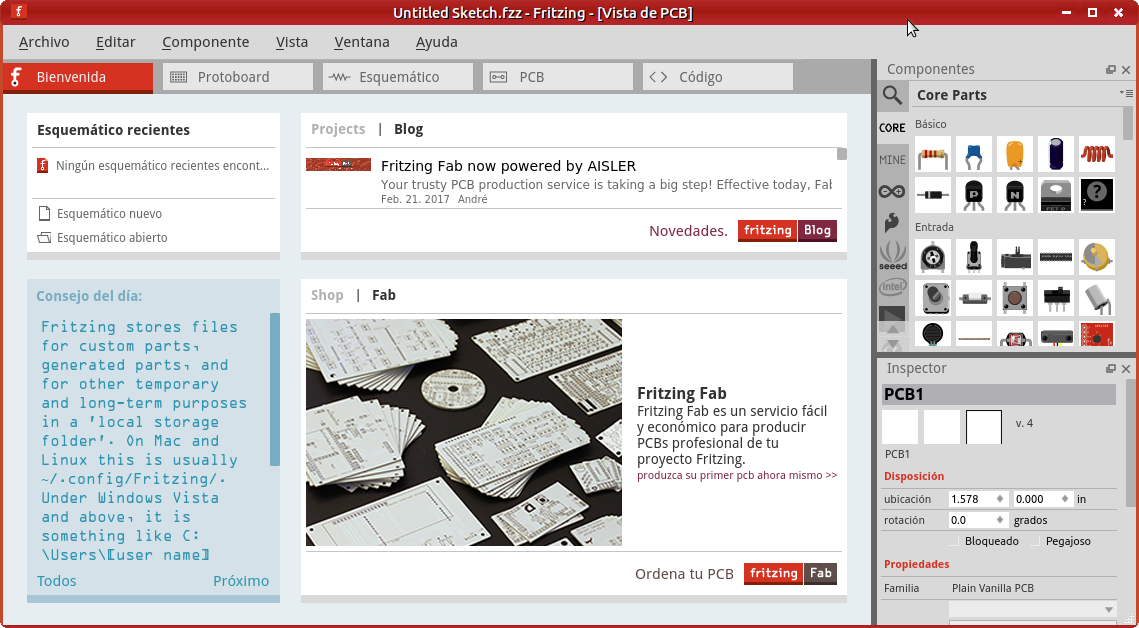 Untitled Sketch.fzz - Fritzing - [Vista de PCB]
Archivo Editar Componente Vista Ventana Ayuda
Bienvenida Protoboard Esquemático PCB Código
Esquemático recientes
Ningún esquemático recientes encont...
Esquemático nuevo
Esquemático abierto
Projects | Blog
Fritzing Fab now powered by AISLER
Your trusty PCB production service is taking a big step! Effective today, Fab
Feb. 21. 2017 André
Novedades. fritzing Blog
Consejo del día:
Fritzing stores files
for custom parts,
generated parts, and
for other temporary
and long-term purposes
in a 'local storage
folder'. On Mac and
Linux this is usually
~/.config/Fritzing/.
Under Windows Vista
and above, it is
something like C:
\Users\[user name]
Todos Próximo
Shop | Fab
Fritzing Fab
Fritzing Fab es un servicio fácil
y económico para producir
PCBs profesional de tu
proyecto Fritzing.
produzca su primer pcb ahora mismo >>
Ordena tu PCB fritzing Fab
Componentes
Core Parts
CORE
MINE
seeed
intel
Básico
P
N
?
?
Entrada
Inspector
PCB1
v. 4
PCB1
Disposición
ubicación 1.578 0.000 in
rotación 0.0 grados
Bloqueado Pegajoso
Propiedades
Familia Plain Vanilla PCB